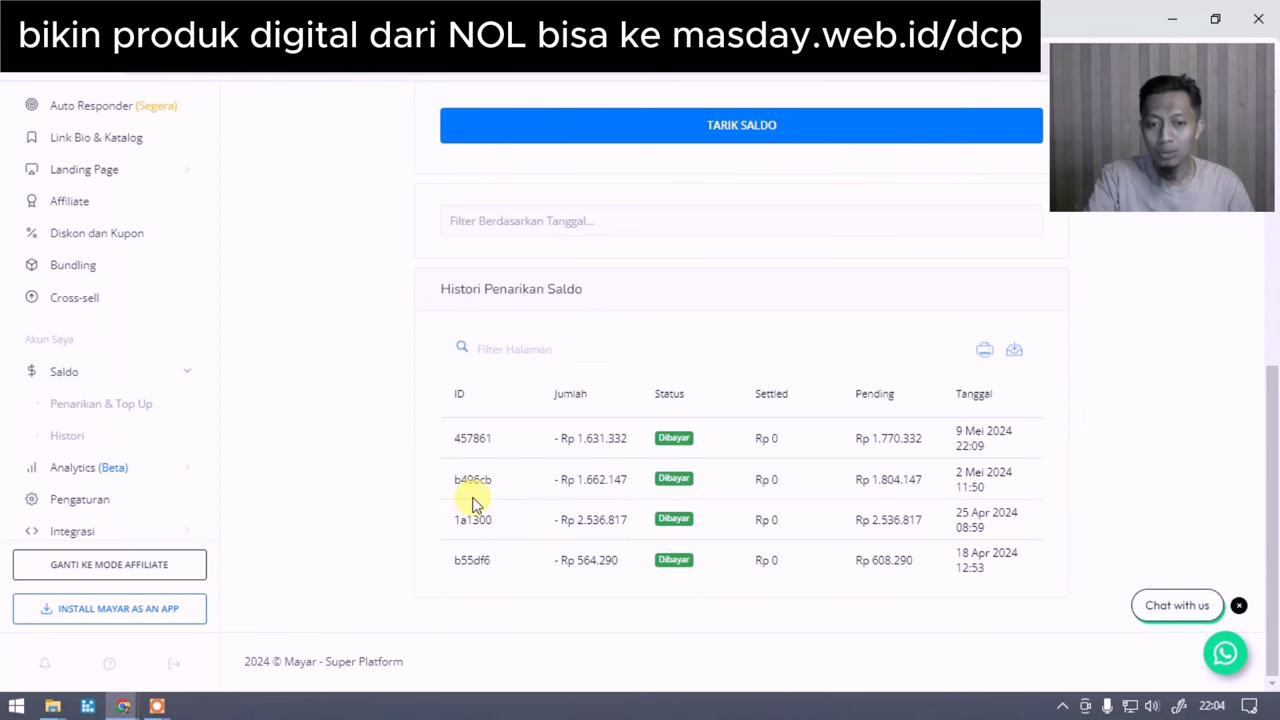 bikin produk digital dari NOL bisa ke masday.web.id/dcp
Auto Responder (Segera)
Link Bio & Katalog
Landing Page
Affiliate
Diskon dan Kupon
Bundling
Cross-sell
Akun Saya
Saldo
Penarikan & Top Up
Histori
Analytics (Beta)
Pengaturan
Integrasi
GANTI KE MODE AFFILIATE
INSTALL MAYAR AS AN APP
TARIK SALDO
Filter Berdasarkan Tanggal...
Histori Penarikan Saldo
Filter Halaman
ID Jumlah Status Settled Pending Tanggal
457861 - Rp 1.631.332 Dibayar Rp 0 Rp 1.770.332 9 Mei 2024
22:09
b496cb - Rp 1.662.147 Dibayar Rp 0 Rp 1.804.147 2 Mei 2024
11:50
1a1300 - Rp 2.536.817 Dibayar Rp 0 Rp 2.536.817 25 Apr 2024
08:59
b55df6 - Rp 564.290 Dibayar Rp 0 Rp 608.290 18 Apr 2024
12:53
Chat with us
2024 © Mayar - Super Platform
22:04